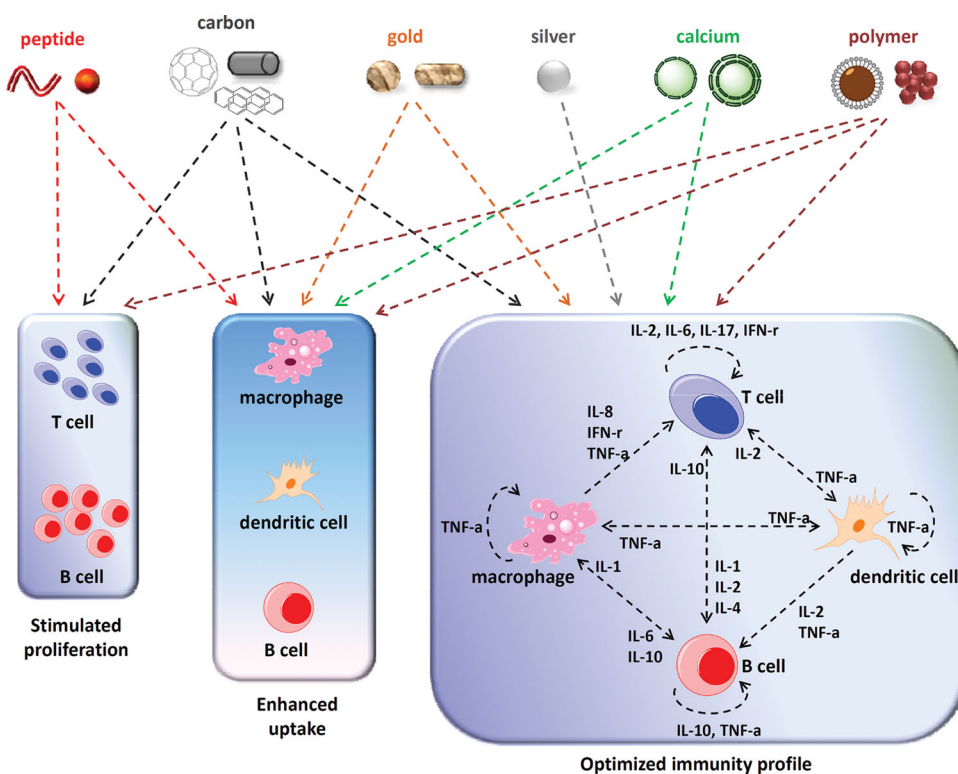 peptide
carbon
gold
silver
calcium
polymer
T cell
B cell
Stimulated
proliferation
macrophage
dendritic cell
B cell
Enhanced
uptake
IL-2, IL-6, IL-17, IFN-r
T cell
IL-8
IFN-r
TNF-a
IL-10
IL-2
TNF-a
TNF-a
TNF-a
TNF-a
TNF-a
macrophage
dendritic cell
IL-1
IL-1
IL-2
IL-4
IL-2
TNF-a
IL-6
IL-10
B cell
IL-10, TNF-a
Optimized immunity profile